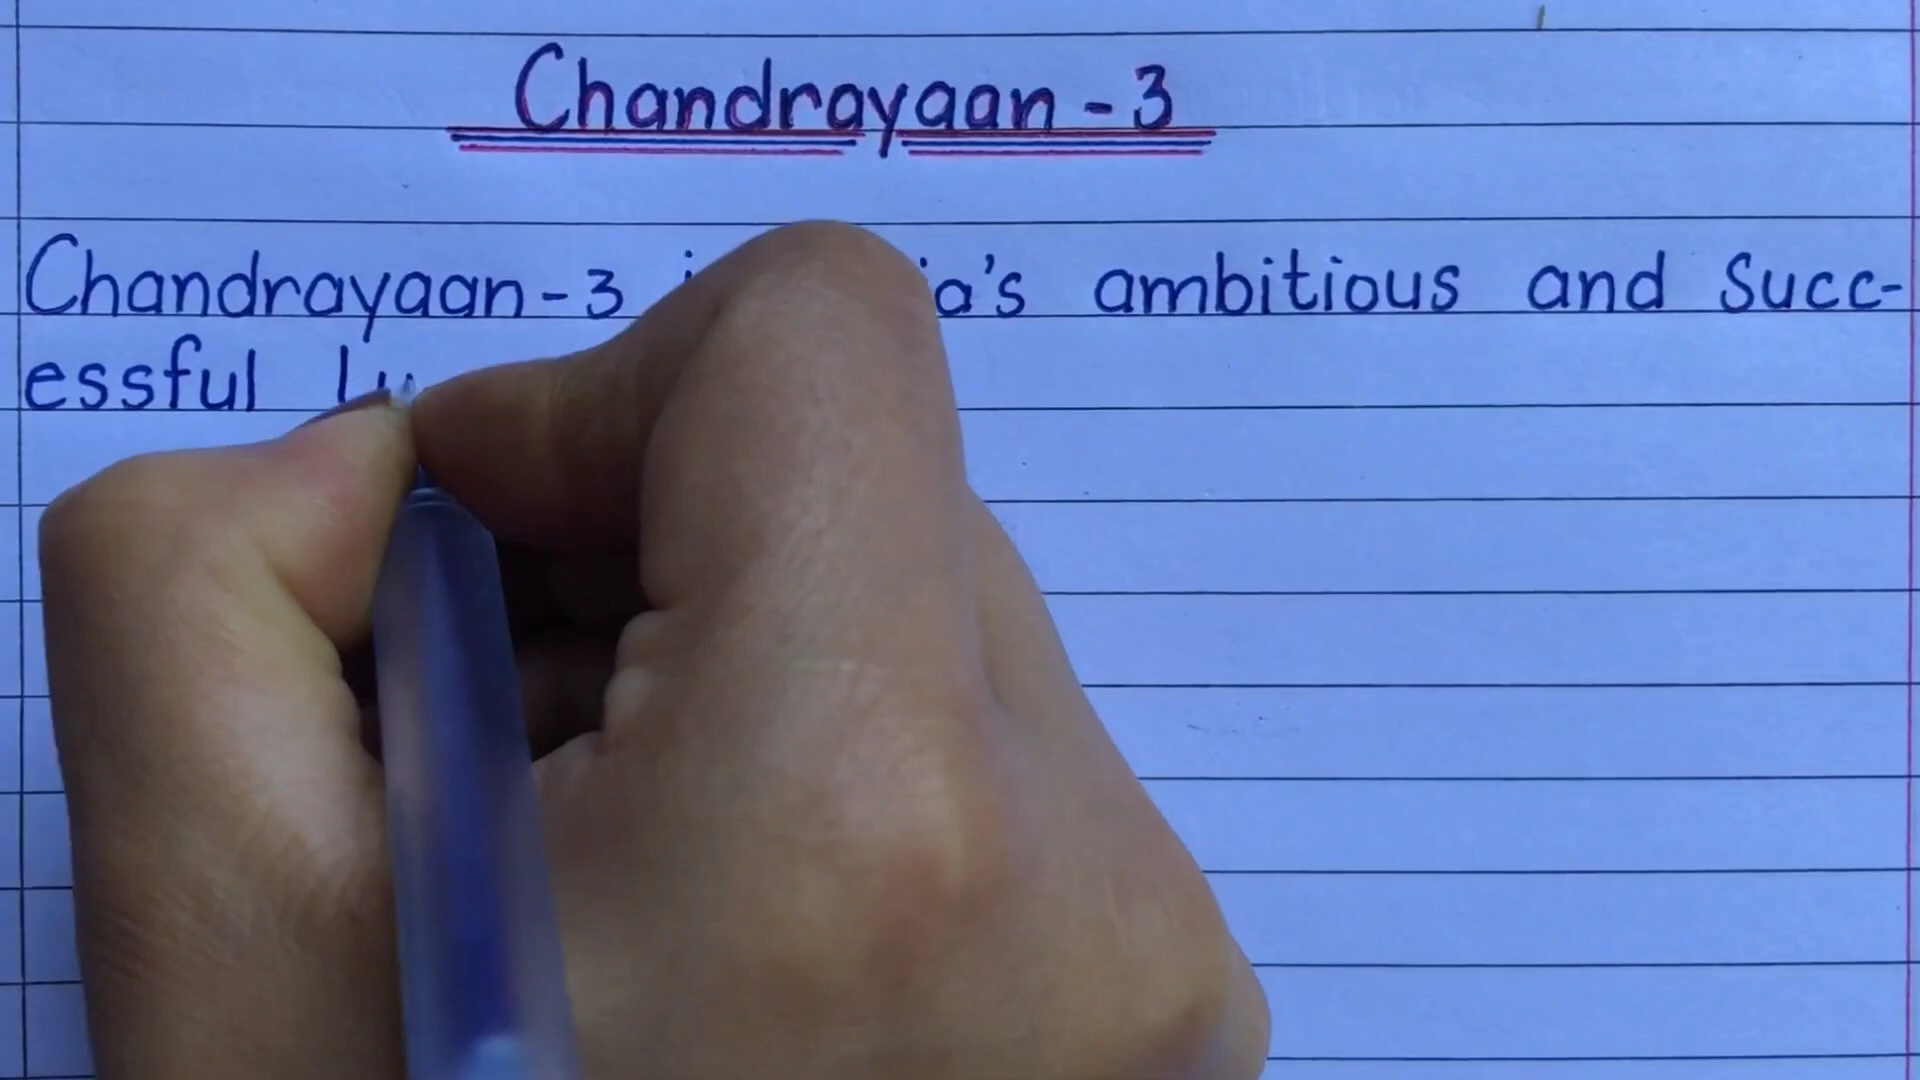 Chandrayaan - 3
Chandrayaan - 3 ambitious and Succ-
essful